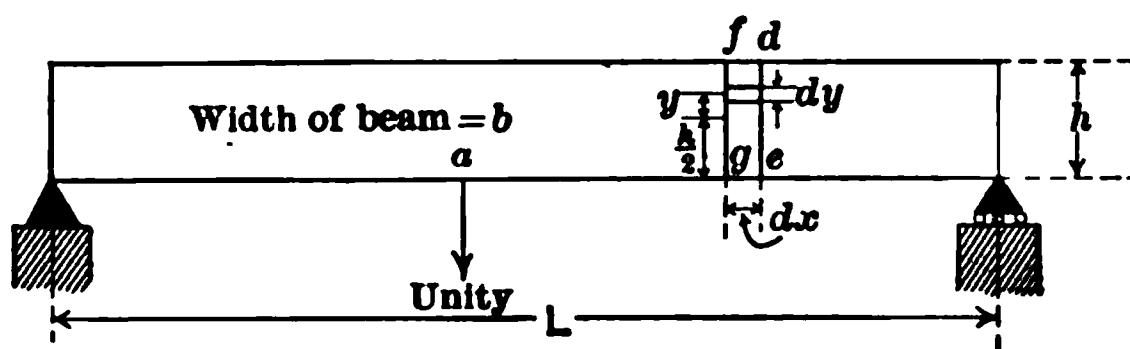 f d
y dy
Width of beam = b
h
h/2
a g e
dx
Unity
L